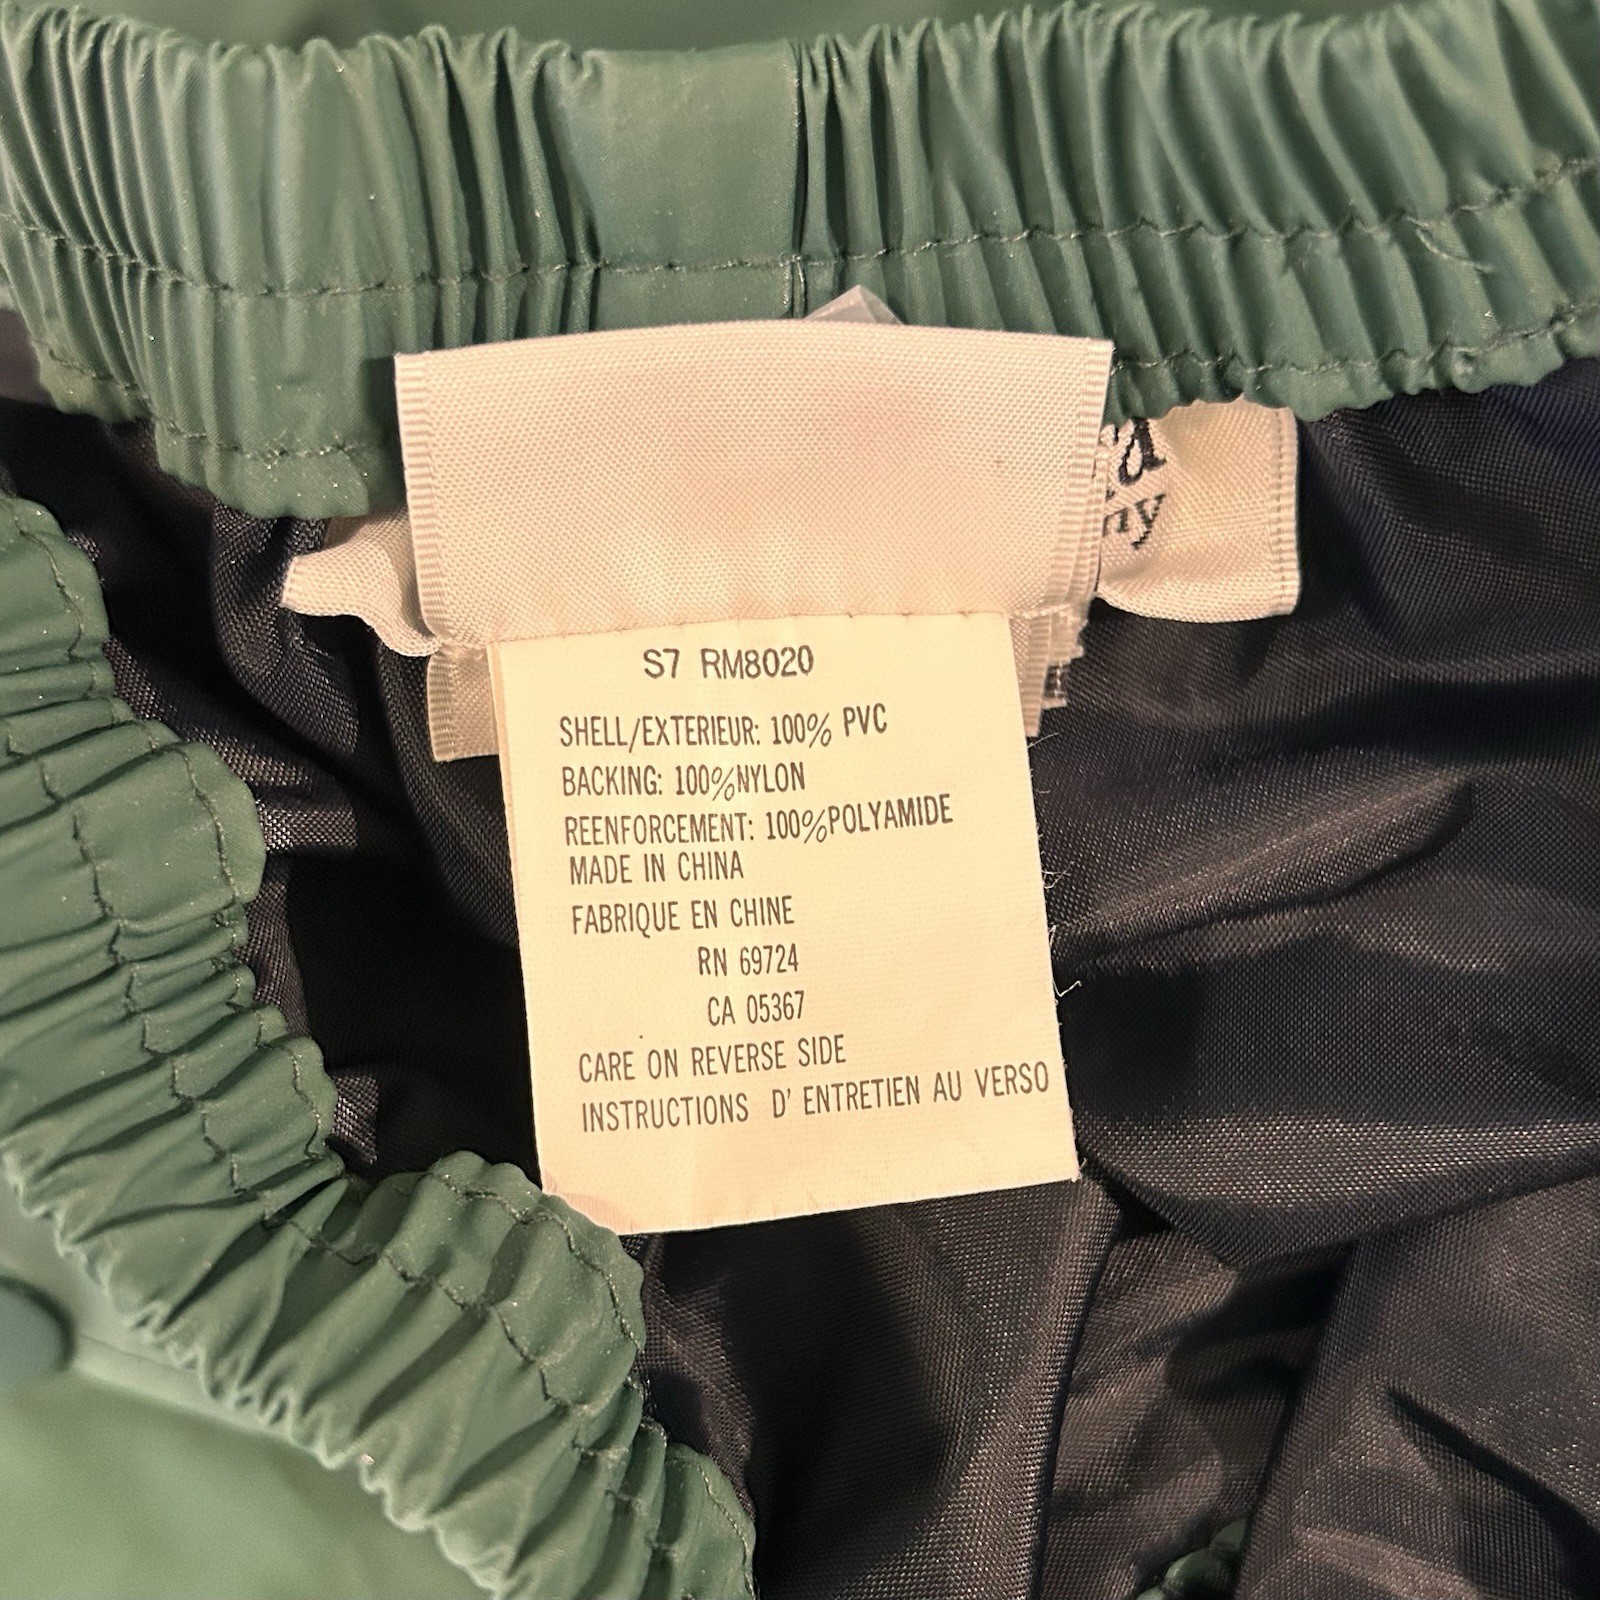 S7 RM8020
SHELL/EXTERIEUR: 100% PVC
BACKING: 100%NYLON
REENFORCEMENT: 100%POLYAMIDE
MADE IN CHINA
FABRIQUE EN CHINE
RN 69724
CA 05367
CARE ON REVERSE SIDE
INSTRUCTIONS D' ENTRETIEN AU VERSO